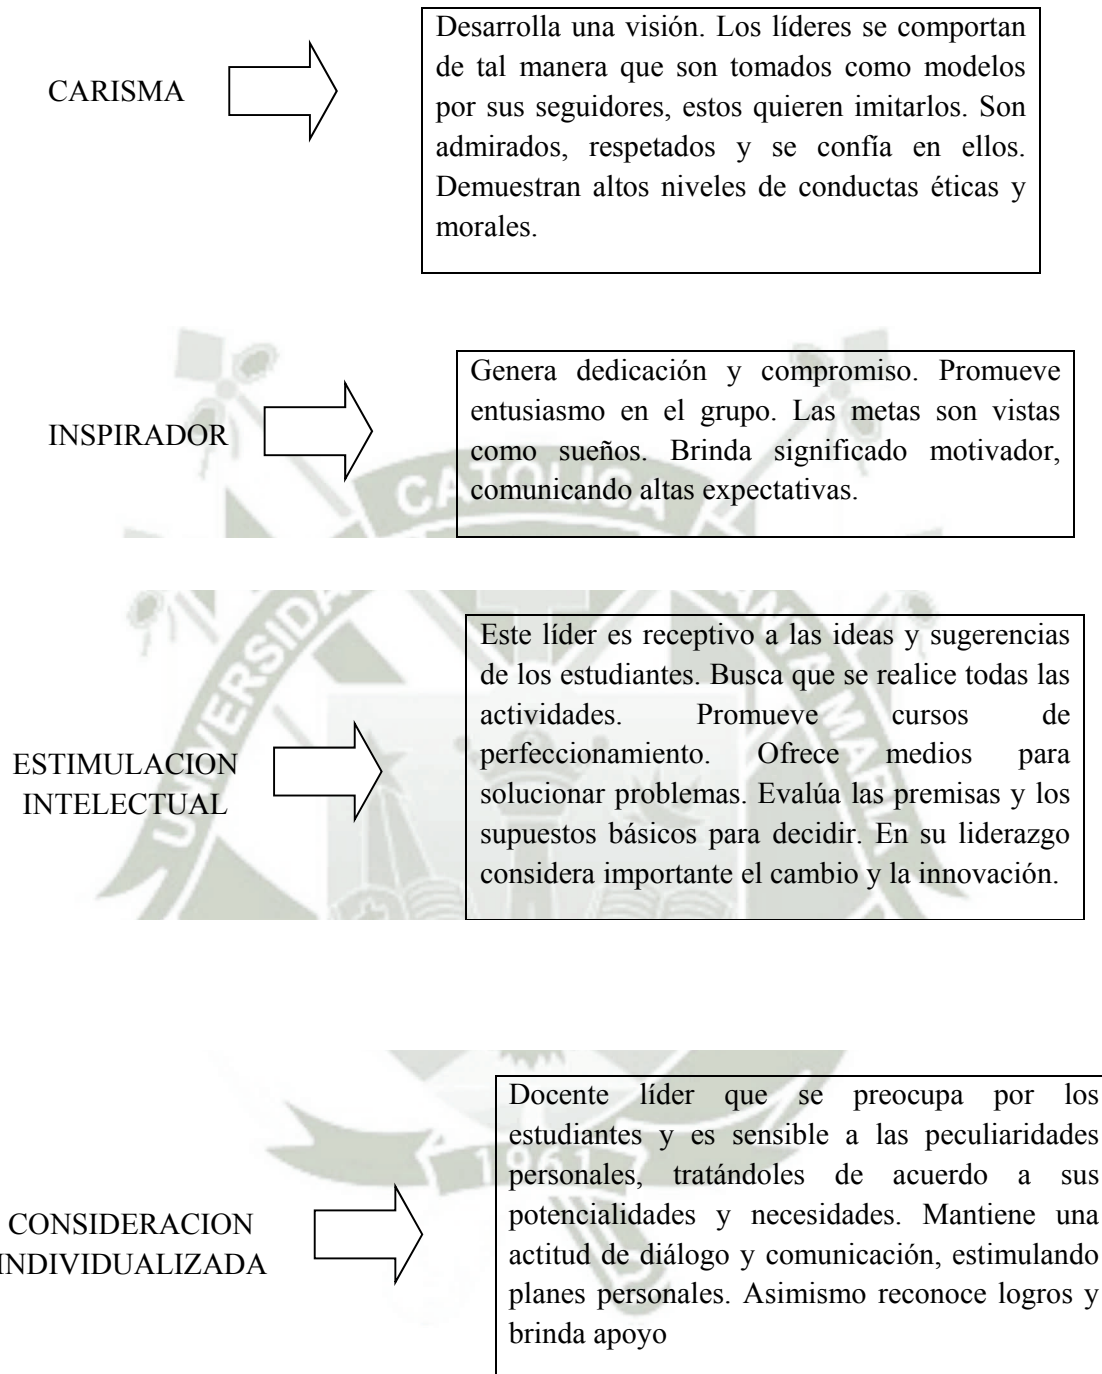 CARISMA
Desarrolla una visión. Los líderes se comportan
de tal manera que son tomados como modelos
por sus seguidores, estos quieren imitarlos. Son
admirados, respetados y se confía en ellos.
Demuestran altos niveles de conductas éticas y
morales.
INSPIRADOR
Genera dedicación y compromiso. Promueve
entusiasmo en el grupo. Las metas son vistas
como sueños. Brinda significado motivador,
comunicando altas expectativas.
CATOLICA
UNIVERSIDA
ANTA MARIA
ESTIMULACION
INTELECTUAL
Este líder es receptivo a las ideas y sugerencias
de los estudiantes. Busca que se realice todas las
actividades. Promueve cursos de
perfeccionamiento. Ofrece medios para
solucionar problemas. Evalúa las premisas y los
supuestos básicos para decidir. En su liderazgo
considera importante el cambio y la innovación.
1961
CONSIDERACION
INDIVIDUALIZADA
Docente líder que se preocupa por los
estudiantes y es sensible a las peculiaridades
personales, tratándoles de acuerdo a sus
potencialidades y necesidades. Mantiene una
actitud de diálogo y comunicación, estimulando
planes personales. Asimismo reconoce logros y
brinda apoyo